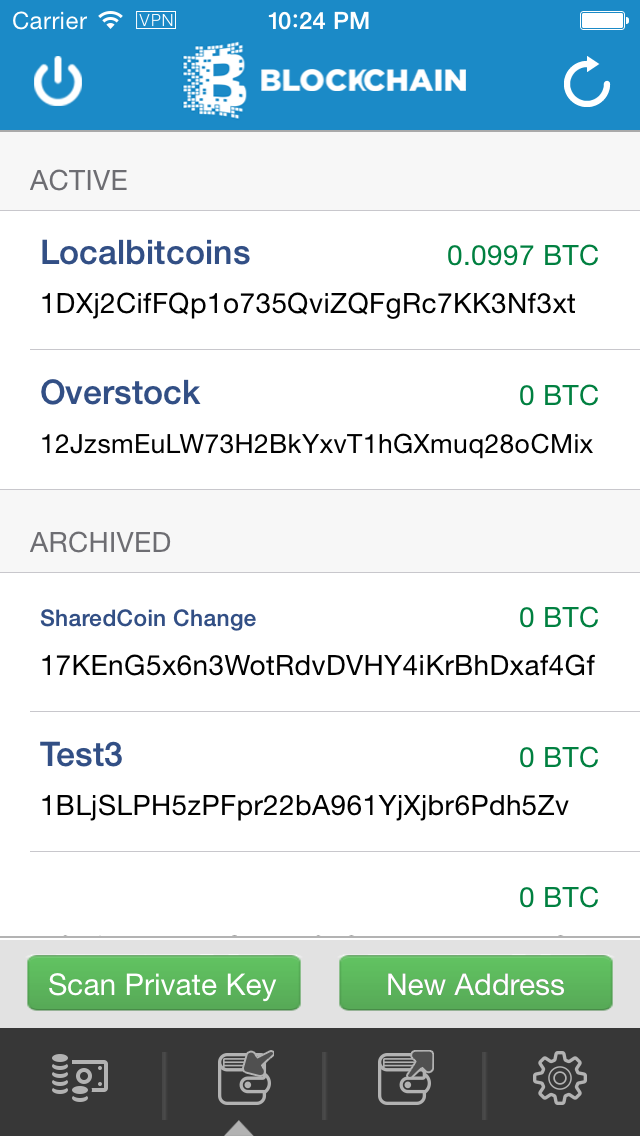 Carrier VPN 10:24 PM
BLOCKCHAIN
ACTIVE
Localbitcoins 0.0997 BTC
1DXj2CifFQp1o735QviZQFgRc7KK3Nf3xt
Overstock 0 BTC
12JzsmEuLW73H2BkYxvT1hGXmuq28oCMix
ARCHIVED
SharedCoin Change 0 BTC
17KEnG5x6n3WotRdvDVHY4iKrBhDxaf4Gf
Test3 0 BTC
1BLjSLPH5zPFpr22bA961YjXjbr6Pdh5Zv
0 BTC
Scan Private Key New Address